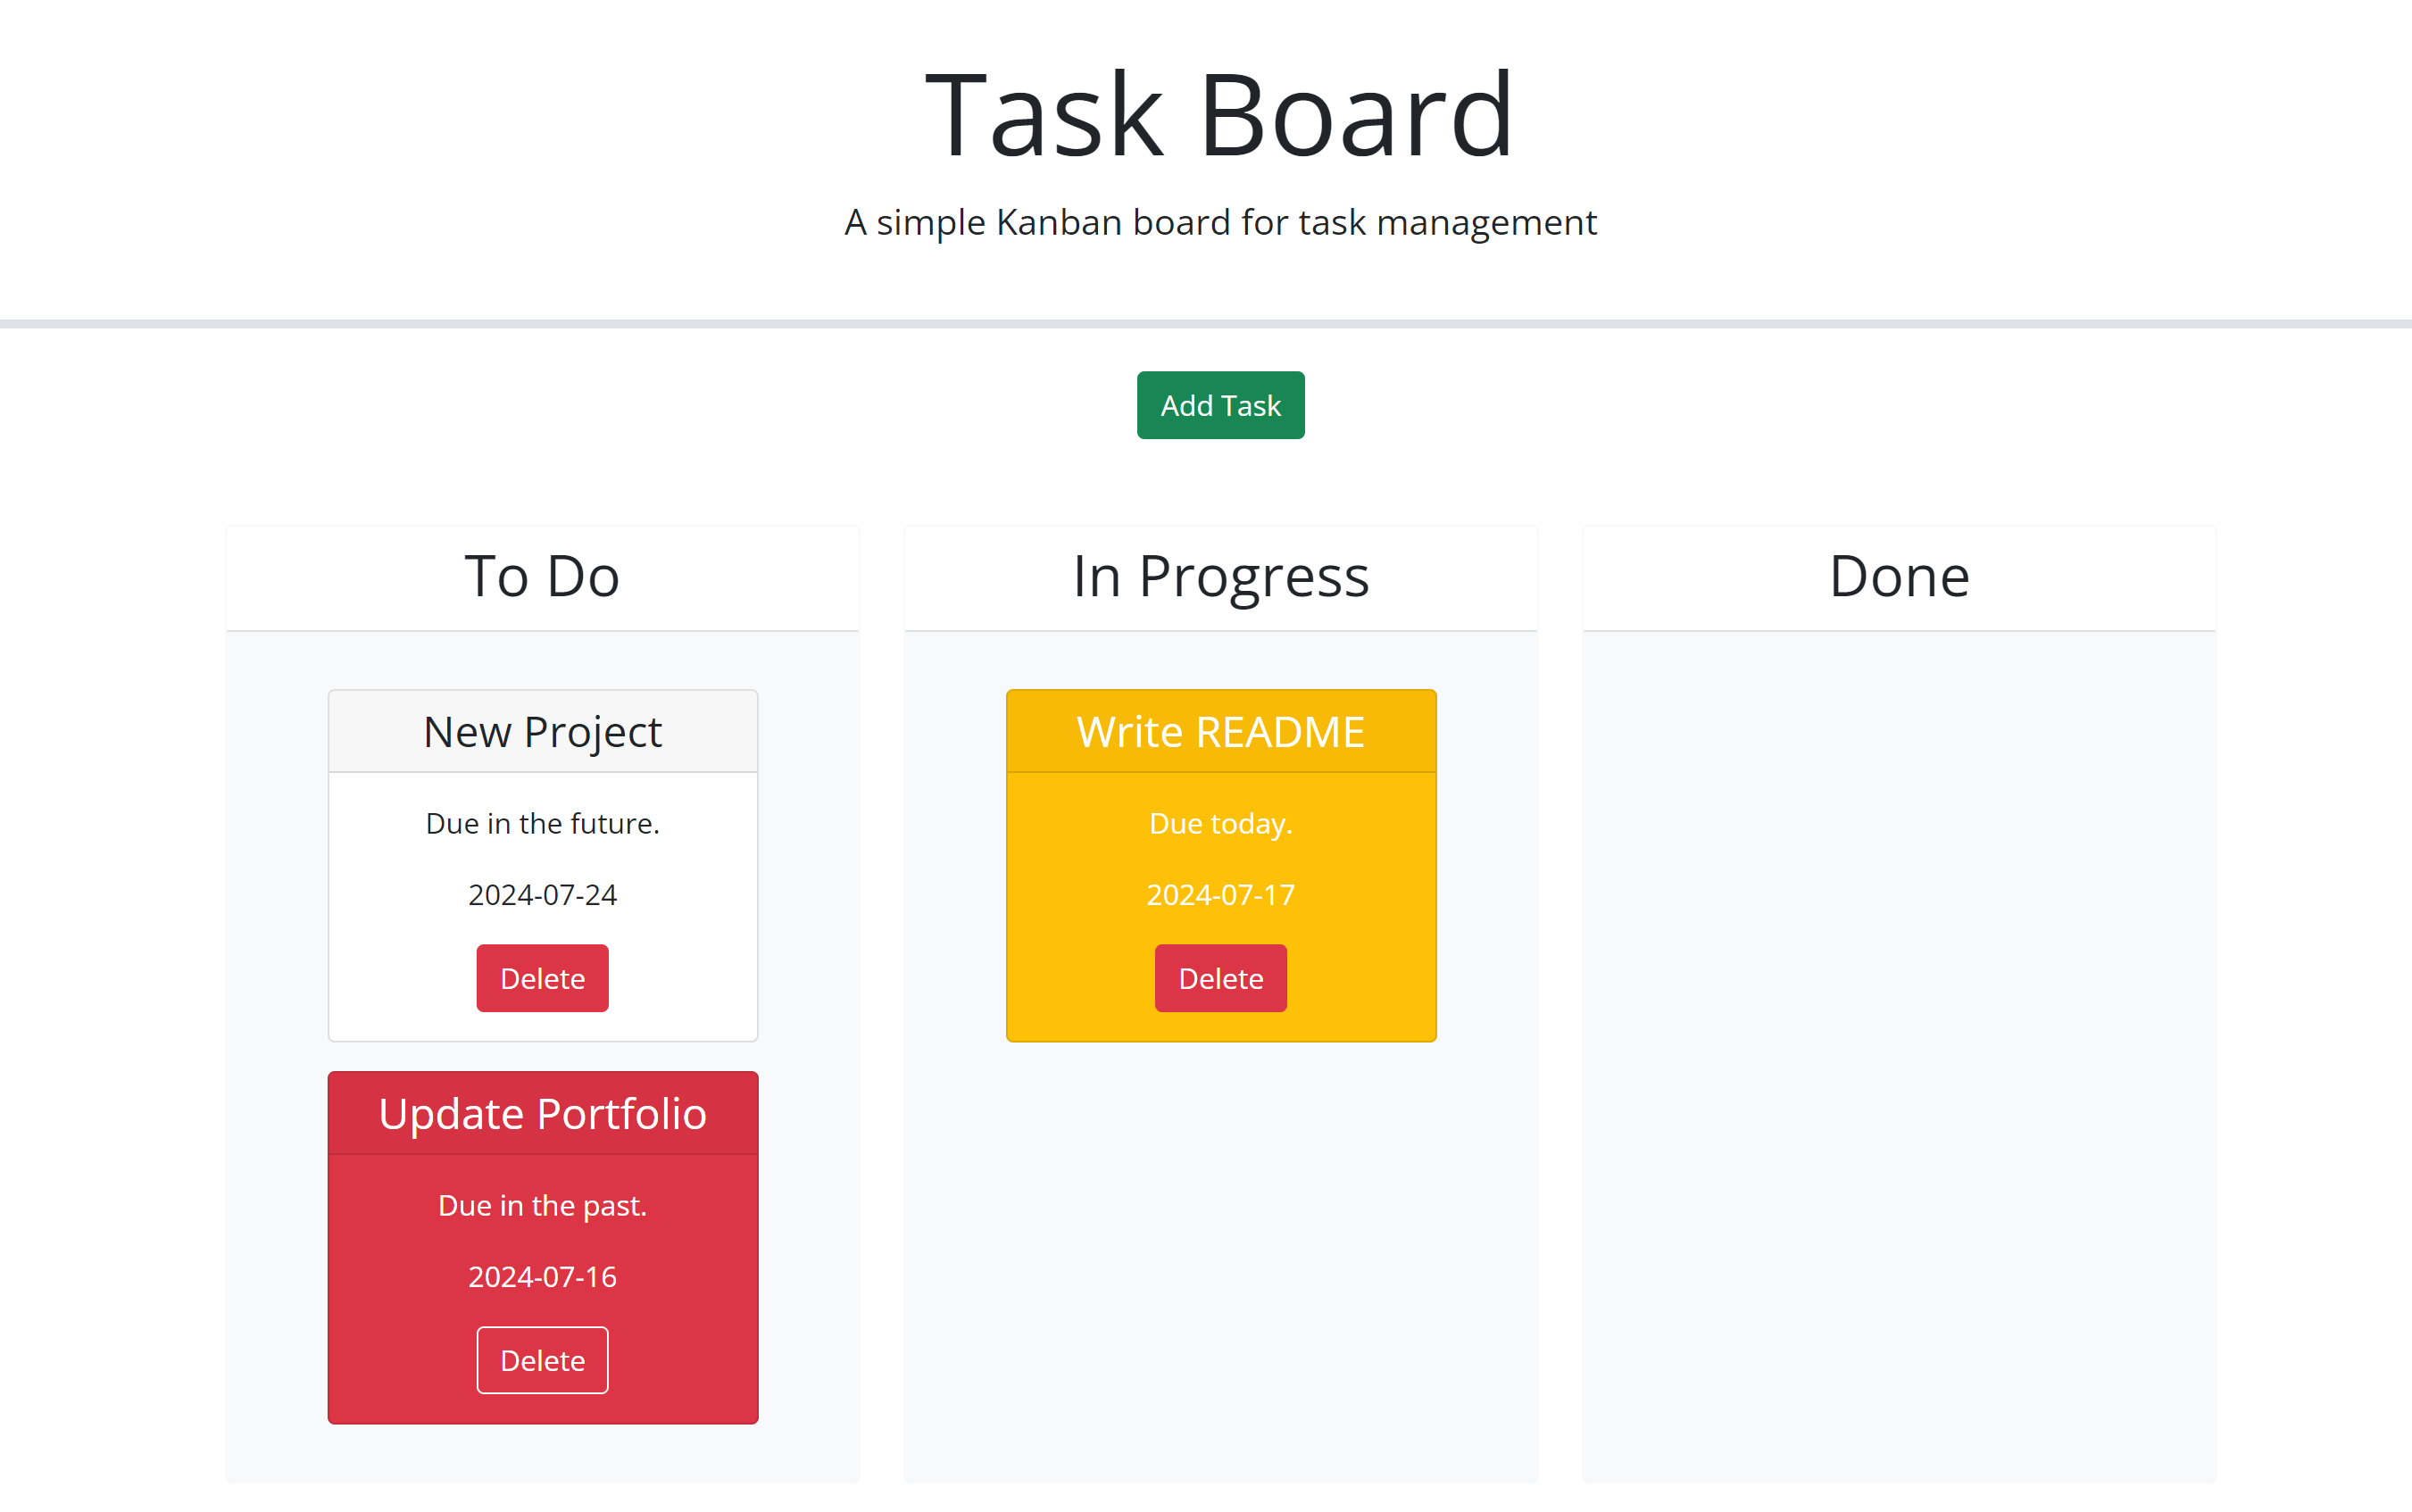 Task Board
A simple Kanban board for task management
Add Task
To Do
New Project
Due in the future.
2024-07-24
Delete
Update Portfolio
Due in the past.
2024-07-16
Delete
In Progress
Write README
Due today.
2024-07-17
Delete
Done